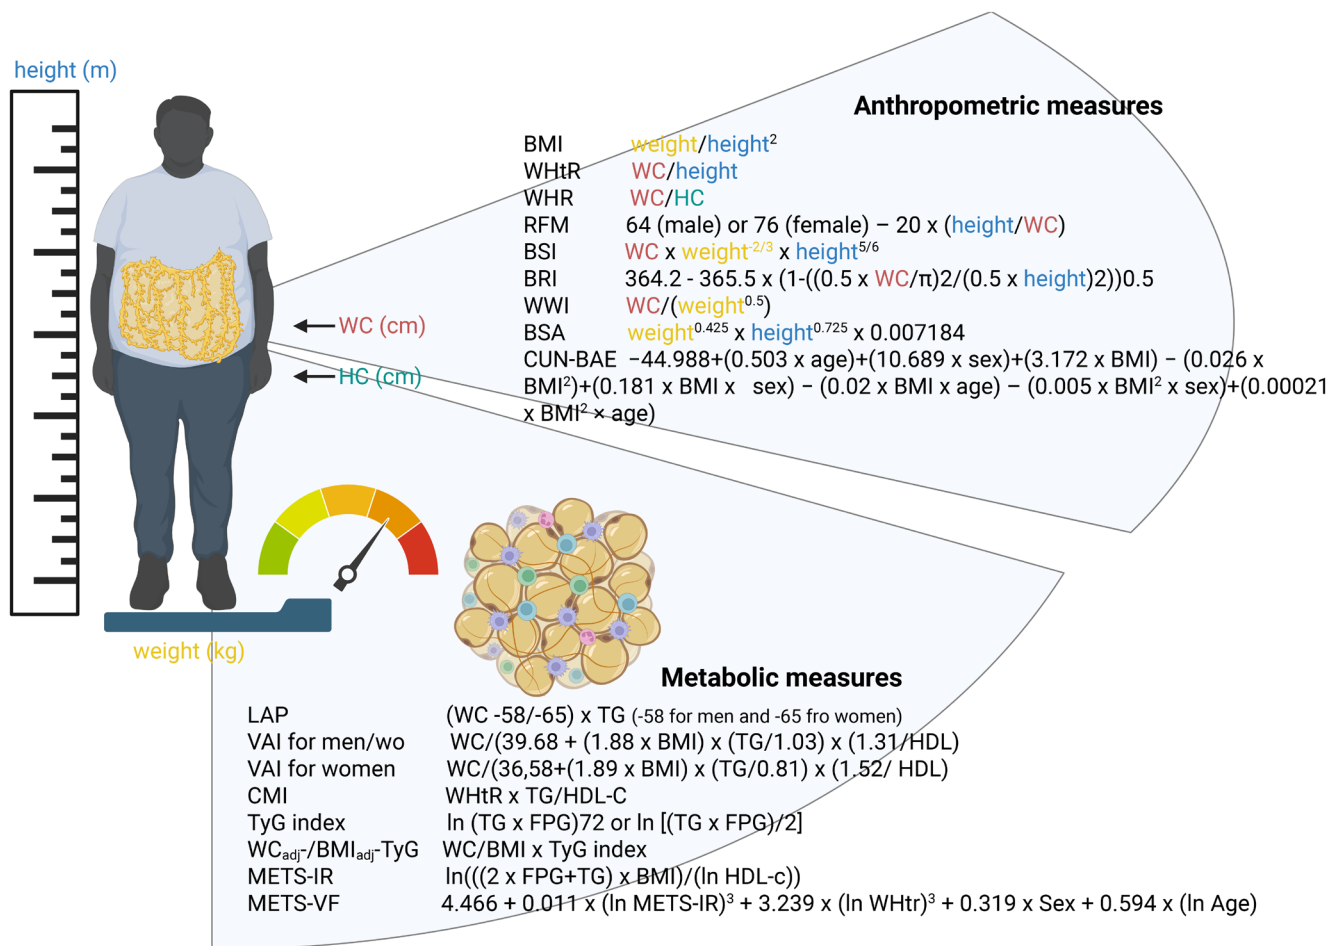 height (m)
Anthropometric measures
BMI weight/height²
WHtR WC/height
WHR WC/HC
RFM 64 (male) or 76 (female) – 20 x (height/WC)
BSI WC x weight⁻²/³ x height⁵/⁶
BRI 364.2 - 365.5 x (1-((0.5 x WC/π)2/(0.5 x height)2))0.5
WWI WC/(weight⁰·⁵)
BSA weight⁰·⁴²⁵ x height⁰·⁷²⁵ x 0.007184
CUN-BAE −44.988+(0.503 x age)+(10.689 x sex)+(3.172 x BMI) − (0.026 x
BMI²)+(0.181 x BMI x sex) − (0.02 x BMI x age) − (0.005 x BMI² x sex)+(0.00021
x BMI² × age)
WC (cm)
HC (cm)
weight (kg)
Metabolic measures
LAP (WC -58/-65) x TG (-58 for men and -65 fro women)
VAI for men/wo WC/(39.68 + (1.88 x BMI) x (TG/1.03) x (1.31/HDL)
VAI for women WC/(36,58+(1.89 x BMI) x (TG/0.81) x (1.52/ HDL)
CMI WHtR x TG/HDL-C
TyG index ln (TG x FPG)72 or ln [(TG x FPG)/2]
WCadj-/BMIadj-TyG WC/BMI x TyG index
METS-IR ln(((2 x FPG+TG) x BMI)/(ln HDL-c))
METS-VF 4.466 + 0.011 x (ln METS-IR)³ + 3.239 x (ln WHtr)³ + 0.319 x Sex + 0.594 x (ln Age)